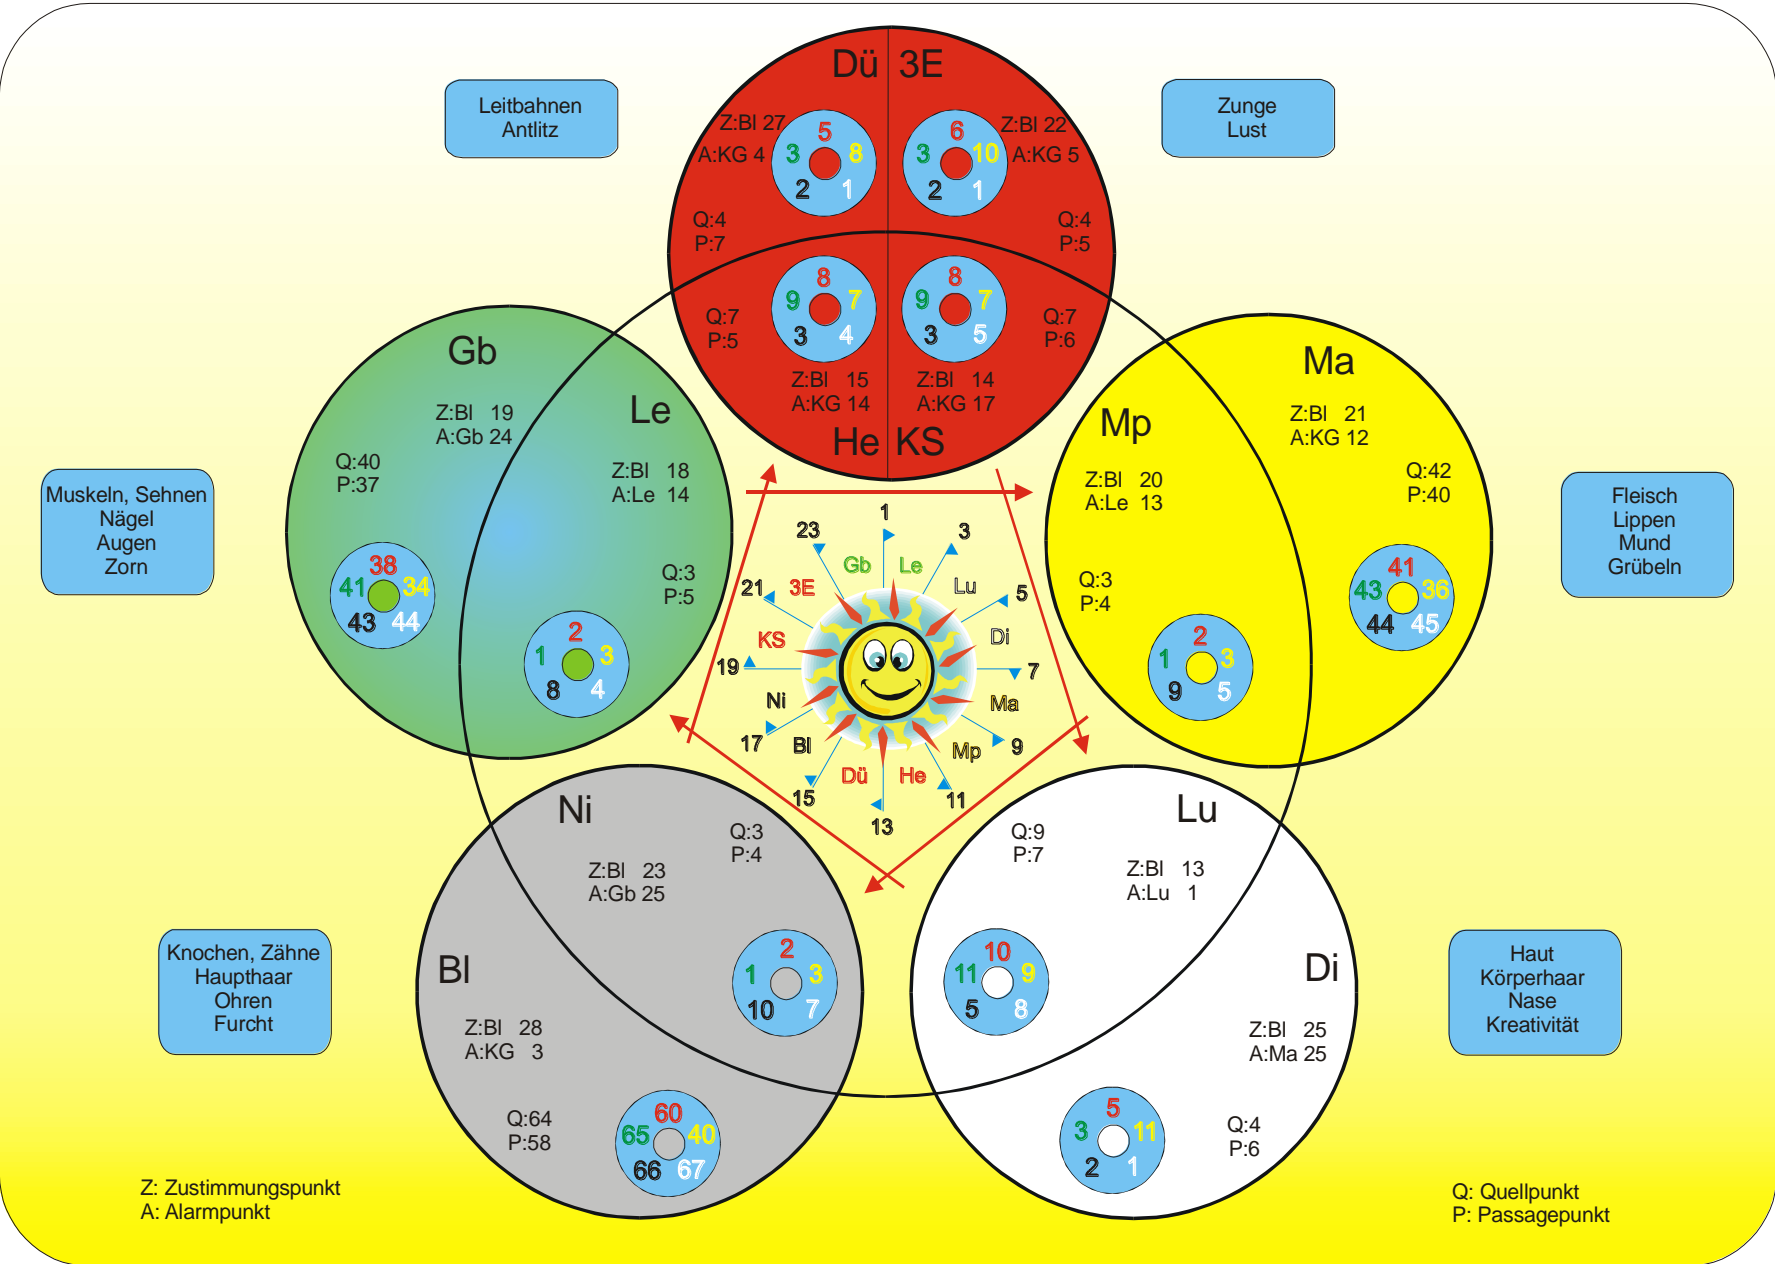 Dü 3E
Leitbahnen
Antlitz
Zunge
Lust
Z:Bl 27
A:KG 4
5
3 8
2 1
6
3 10
2 1
Z:Bl 22
A:KG 5
Q:4
P:7
Q:4
P:5
Q:7
P:5
8
9 7
3 4
8
9 7
3 5
Q:7
P:6
Z:Bl 15
A:KG 14
Z:Bl 14
A:KG 17
He KS
Gb
Z:Bl 19
A:Gb 24
Le
Q:40
P:37
Z:Bl 18
A:Le 14
38
41 34
43 44
Q:3
P:5
2
1 3
8 4
Muskeln, Sehnen
Nägel
Augen
Zorn
Ma
Z:Bl 21
A:KG 12
Mp
Z:Bl 20
A:Le 13
Q:42
P:40
Q:3
P:4
41
43 36
44 45
2
1 3
9 5
Fleisch
Lippen
Mund
Grübeln
1
3
5
7
9
11
13
15
17
19
21
23
Gb Le
Lu
Di
Ma
Mp
He
Dü
Bl
Ni
KS
3E
Ni
Q:3
P:4
Z:Bl 23
A:Gb 25
2
1 3
10 7
Bl
Z:Bl 28
A:KG 3
Q:64
P:58
60
65 40
66 67
Knochen, Zähne
Haupthaar
Ohren
Furcht
Lu
Q:9
P:7
Z:Bl 13
A:Lu 1
10
11 9
5 8
Di
Z:Bl 25
A:Ma 25
5
3 11
2 1
Q:4
P:6
Haut
Körperhaar
Nase
Kreativität
Z: Zustimmungspunkt
A: Alarmpunkt
Q: Quellpunkt
P: Passagepunkt